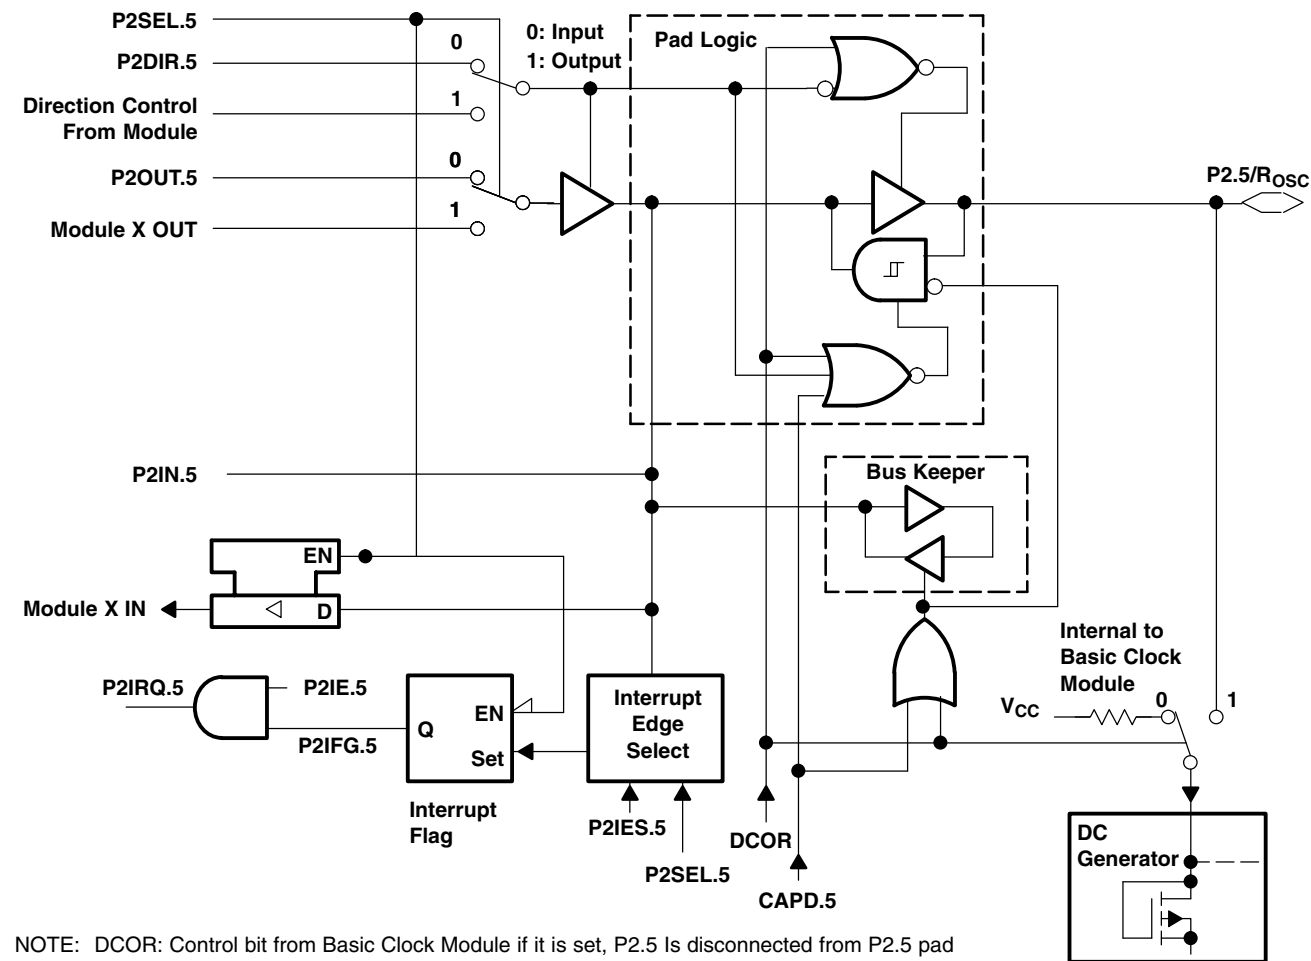 P2SEL.5
P2DIR.5
Direction Control
From Module
P2OUT.5
Module X OUT
0
1
0
1
0: Input
1: Output
Pad Logic
P2.5/ROSC
P2IN.5
Bus Keeper
EN
D
Module X IN
P2IRQ.5
P2IE.5
P2IFG.5
Q
EN
Set
Interrupt
Flag
Interrupt
Edge
Select
P2IES.5
P2SEL.5
DCOR
CAPD.5
Internal to
Basic Clock
Module
VCC
0
1
DC
Generator
NOTE: DCOR: Control bit from Basic Clock Module if it is set, P2.5 Is disconnected from P2.5 pad